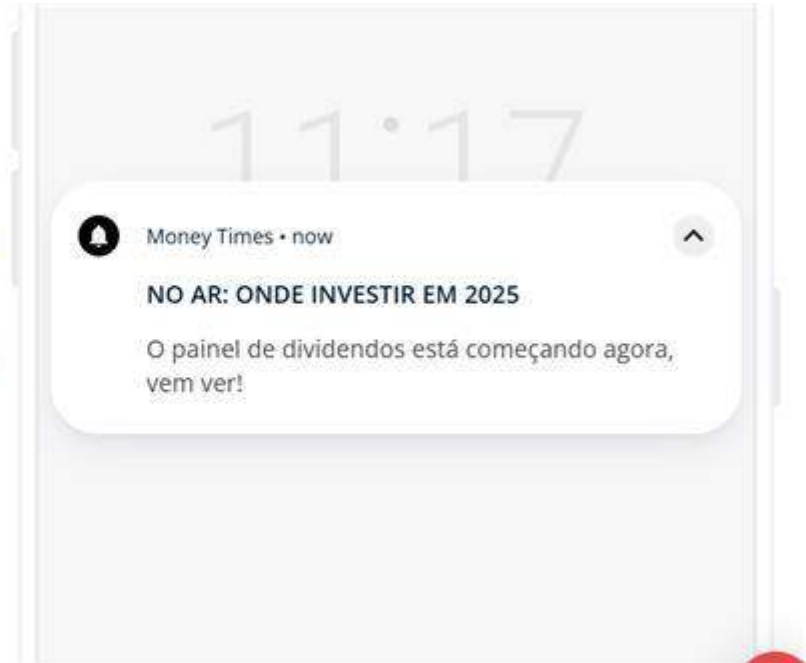 11:17
Money Times • now
NO AR: ONDE INVESTIR EM 2025
O painel de dividendos está começando agora,
vem ver!